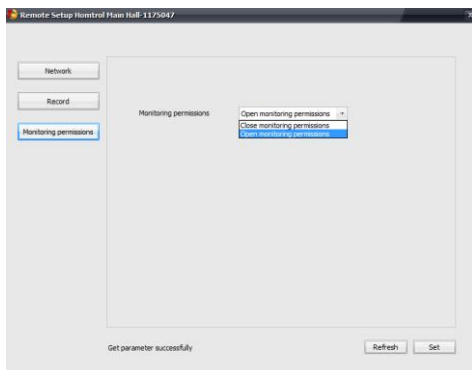 Remote Setup Homtrol Main Hall-1175047
Network
Record
Monitoring permissions
Monitoring permissions
Open monitoring permissions
Close monitoring permissions
Open monitoring permissions
Get parameter successfully
Refresh
Set